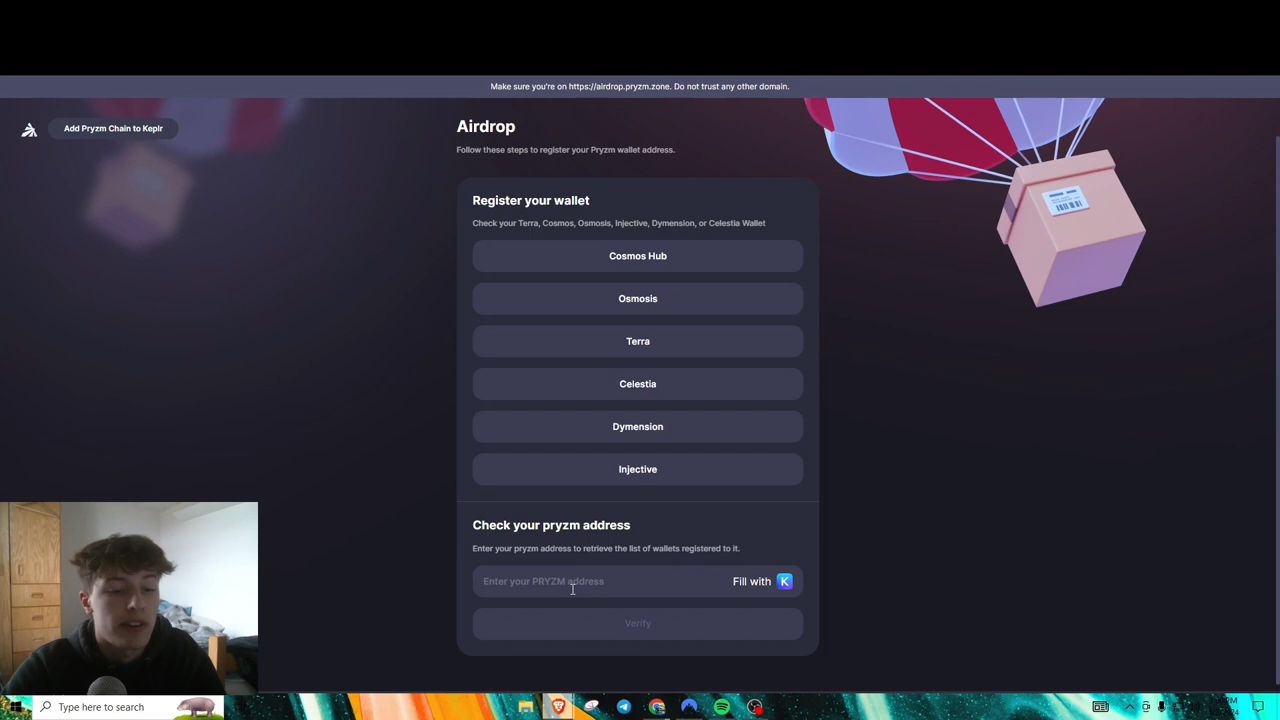 Make sure you're on https://airdrop.pryzm.zone. Do not trust any other domain.
Add Pryzm Chain to Keplr
Airdrop
Follow these steps to register your Pryzm wallet address.
Register your wallet
Check your Terra, Cosmos, Osmosis, Injective, Dymension, or Celestia Wallet
Cosmos Hub
Osmosis
Terra
Celestia
Dymension
Injective
Check your pryzm address
Enter your pryzm address to retrieve the list of wallets registered to it.
Enter your PRYZM address
Fill with K
Verify
Type here to search